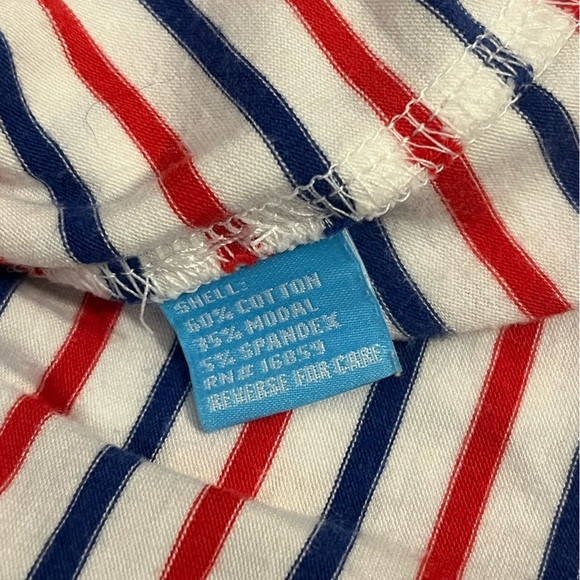 SHELL:
60% COTTON
35% MODAL
5% SPANDEX
RN# 16859
REVERSE FOR CARE